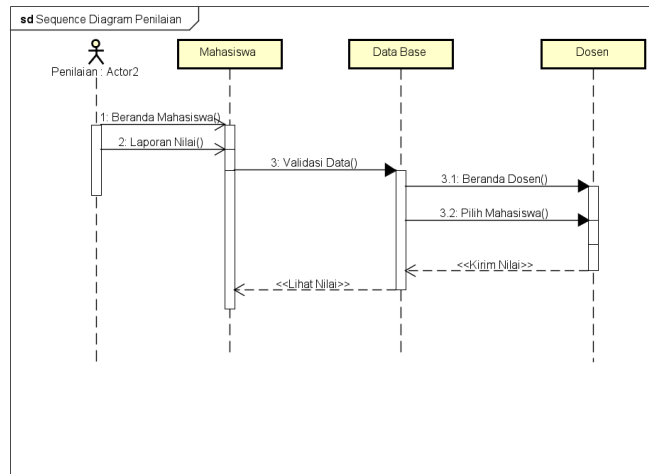 sd Sequence Diagram Penilaian
Penilaian : Actor2
Mahasiswa
Data Base
Dosen
1: Beranda Mahasiswa()
2: Laporan Nilai()
3: Validasi Data()
3.1: Beranda Dosen()
3.2: Pilih Mahasiswa()
<<Kirim Nilai>>
<<Lihat Nilai>>